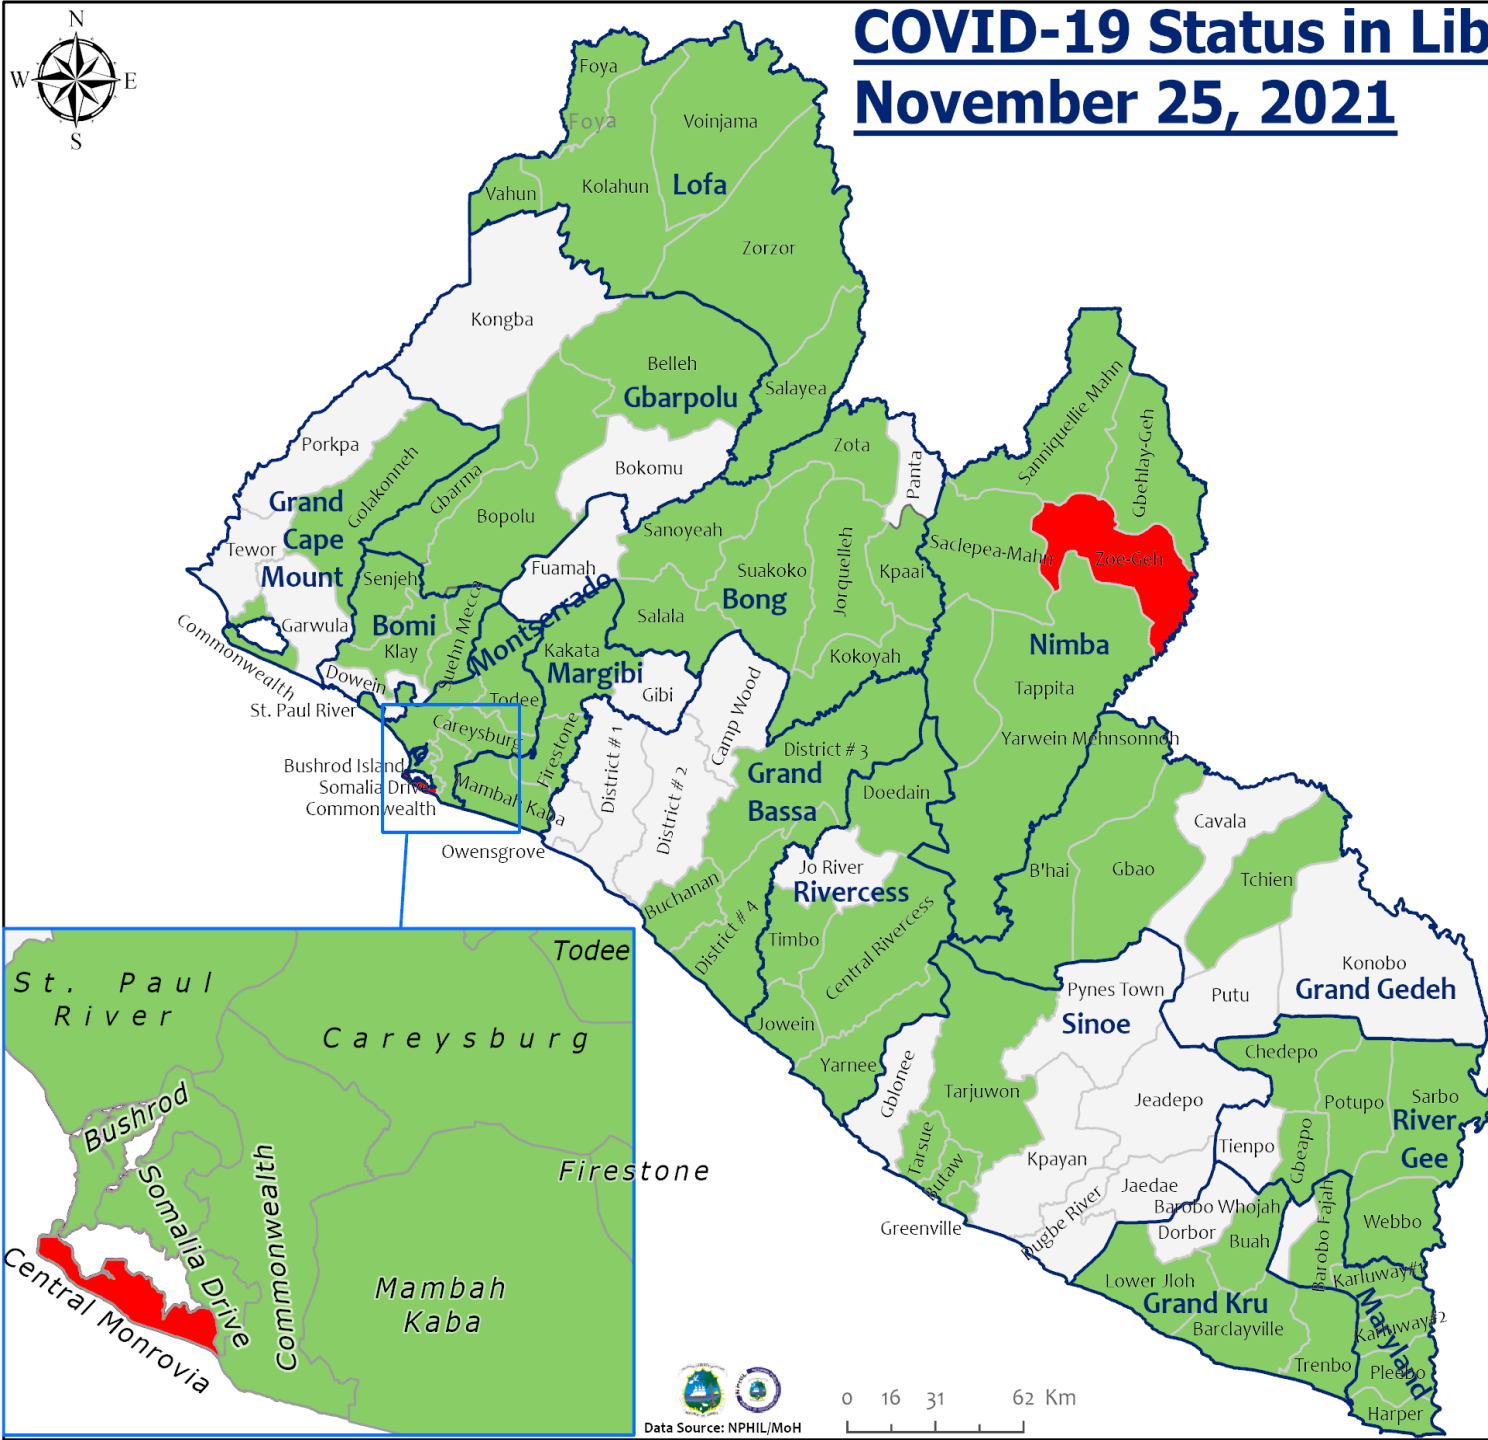 COVID-19 Status in Lib
November 25, 2021
N
W
E
S
Foya
Foya
Voinjama
Vahun
Kolahun
Lofa
Zorzor
Kongba
Belleh
Gbarpolu
Salayea
Porkpa
Golakonneh
Gbarma
Bokomu
Bopolu
Grand
Cape
Mount
Tewor
Garwula
Commonwealth
Senjeh
Bomi
Klay
Suehn Mecca
Dowein
St. Paul River
Fuamah
Montserrado
Zota
Panta
Sanoyeah
Suakoko
Jorquelleh
Kpaai
Bong
Salala
Kokoyah
Kakata
Margibi
Gibi
Todee
Careysburg
Firestone
Mambah Kaba
Bushrod Island
Somalia Drive
Commonwealth
Owensgrove
Sanniquellie Mahn
Gbehlay-Geh
Saclepea-Mahn
Zoe-Geh
Nimba
Tappita
Yarwein Mehnsonnoh
District # 1
District # 2
Camp Wood
District # 3
Grand
Bassa
Doedain
Buchanan
District # 4
Jo River
Rivercess
Timbo
Central Rivercess
Jowein
Yarnee
B'hai
Gbao
Cavala
Tchien
Konobo
Grand Gedeh
Putu
Pynes Town
Sinoe
Gblonee
Tarjuwon
Tarsue
Butaw
Greenville
Jeadepo
Kpayan
Jaedae
Dugbe River
Chedepo
Potupo
Sarbo
River
Gee
Tienpo
Gbeapo
Webbo
Barobo Whojah
Dorbor
Buah
Barobo Fajah
Lower Jloh
Grand Kru
Barclayville
Trenbo
Karluway#1
Karluway#2
Maryland
Pleebo
Harper
St. Paul
River
Todee
Careysburg
Bushrod
Somalia Drive
Commonwealth
Firestone
Mambah
Kaba
Central Monrovia
Data Source: NPHIL/MoH
0 16 31 62 Km